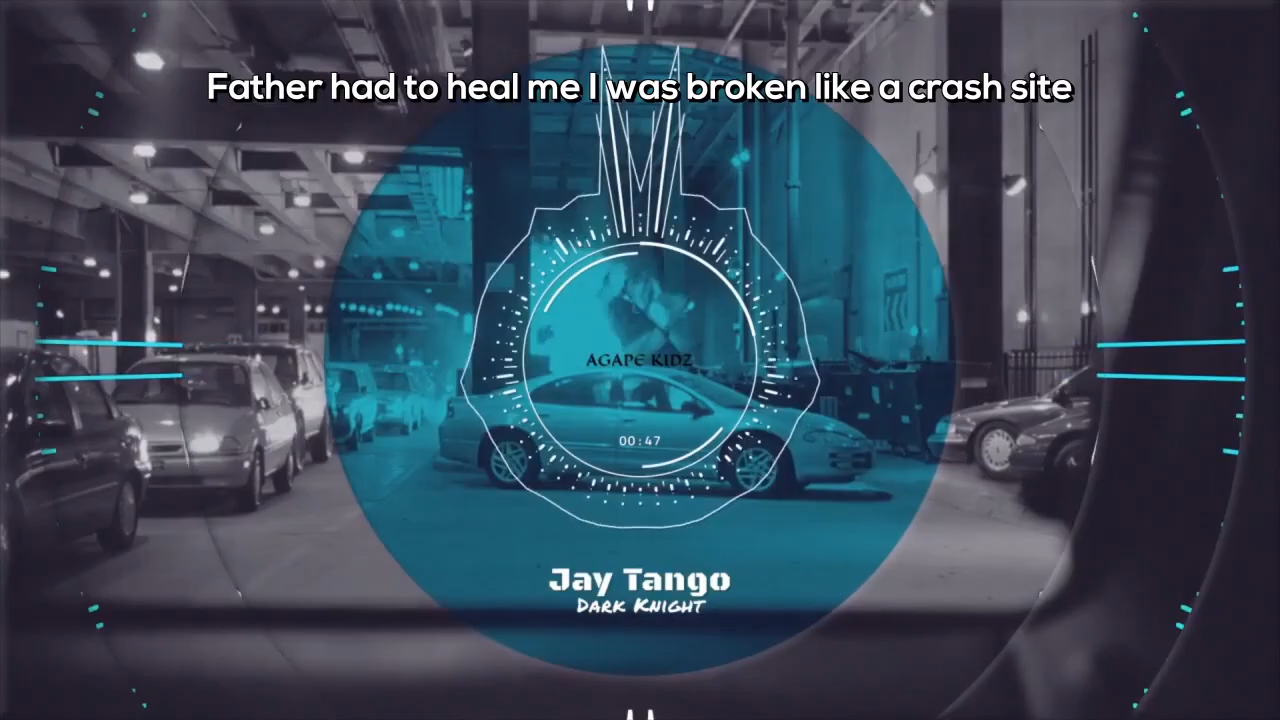 Father had to heal me I was broken like a crash site
AGAPE KIDZ
00:47
Jay Tango
DARK KNIGHT